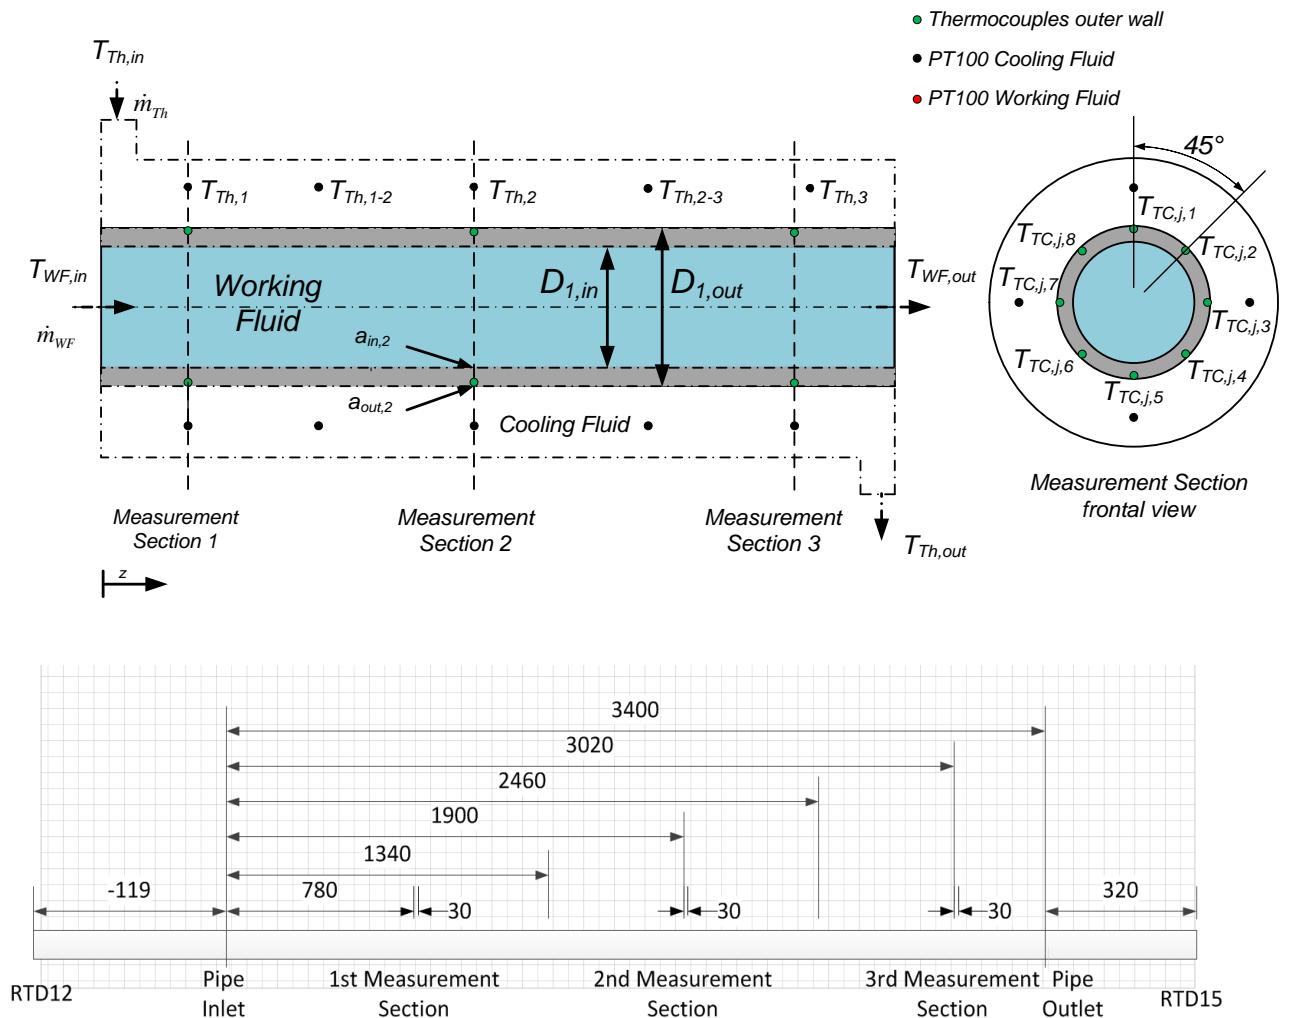 Thermocouples outer wall
PT100 Cooling Fluid
PT100 Working Fluid
T_Th,in
ṁ_Th
45°
T_Th,1
T_Th,1-2
T_Th,2
T_Th,2-3
T_Th,3
T_TC,j,1
T_TC,j,8
T_TC,j,2
T_WF,in
Working
Fluid
D_1,in
D_1,out
T_WF,out
T_TC,j,7
T_TC,j,3
ṁ_WF
a_in,2
T_TC,j,6
T_TC,j,4
T_TC,j,5
a_out,2
Cooling Fluid
Measurement Section
frontal view
Measurement
Section 1
Measurement
Section 2
Measurement
Section 3
T_Th,out
z
3400
3020
2460
1900
1340
-119
780
320
30
30
30
RTD12
Pipe
Inlet
1st Measurement
Section
2nd Measurement
Section
3rd Measurement
Section
Pipe
Outlet
RTD15